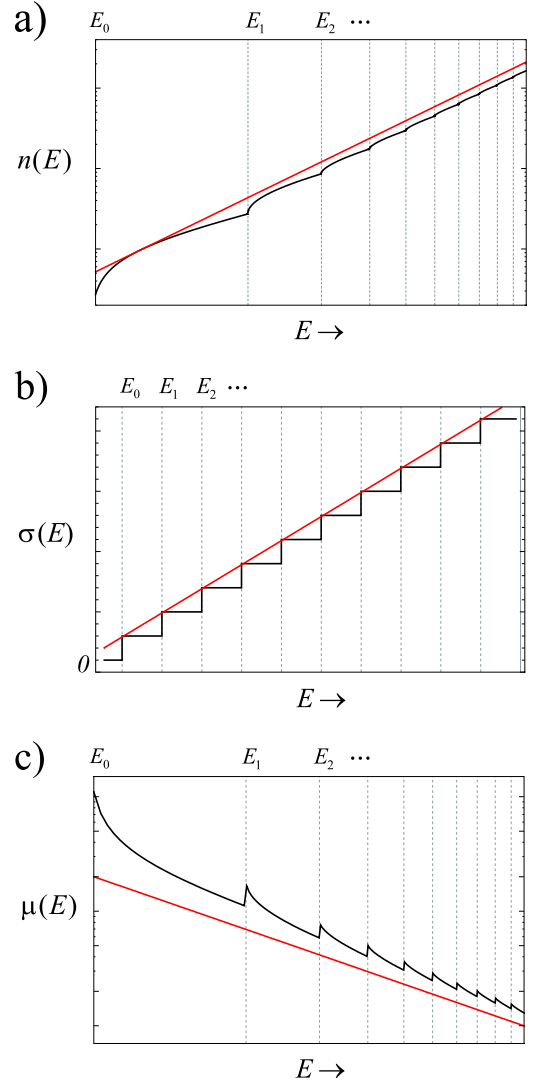 a)
E₀ E₁ E₂ ···
n(E)
E →
b)
E₀ E₁ E₂ ···
σ(E)
0
E →
c)
E₀ E₁ E₂ ···
μ(E)
E →